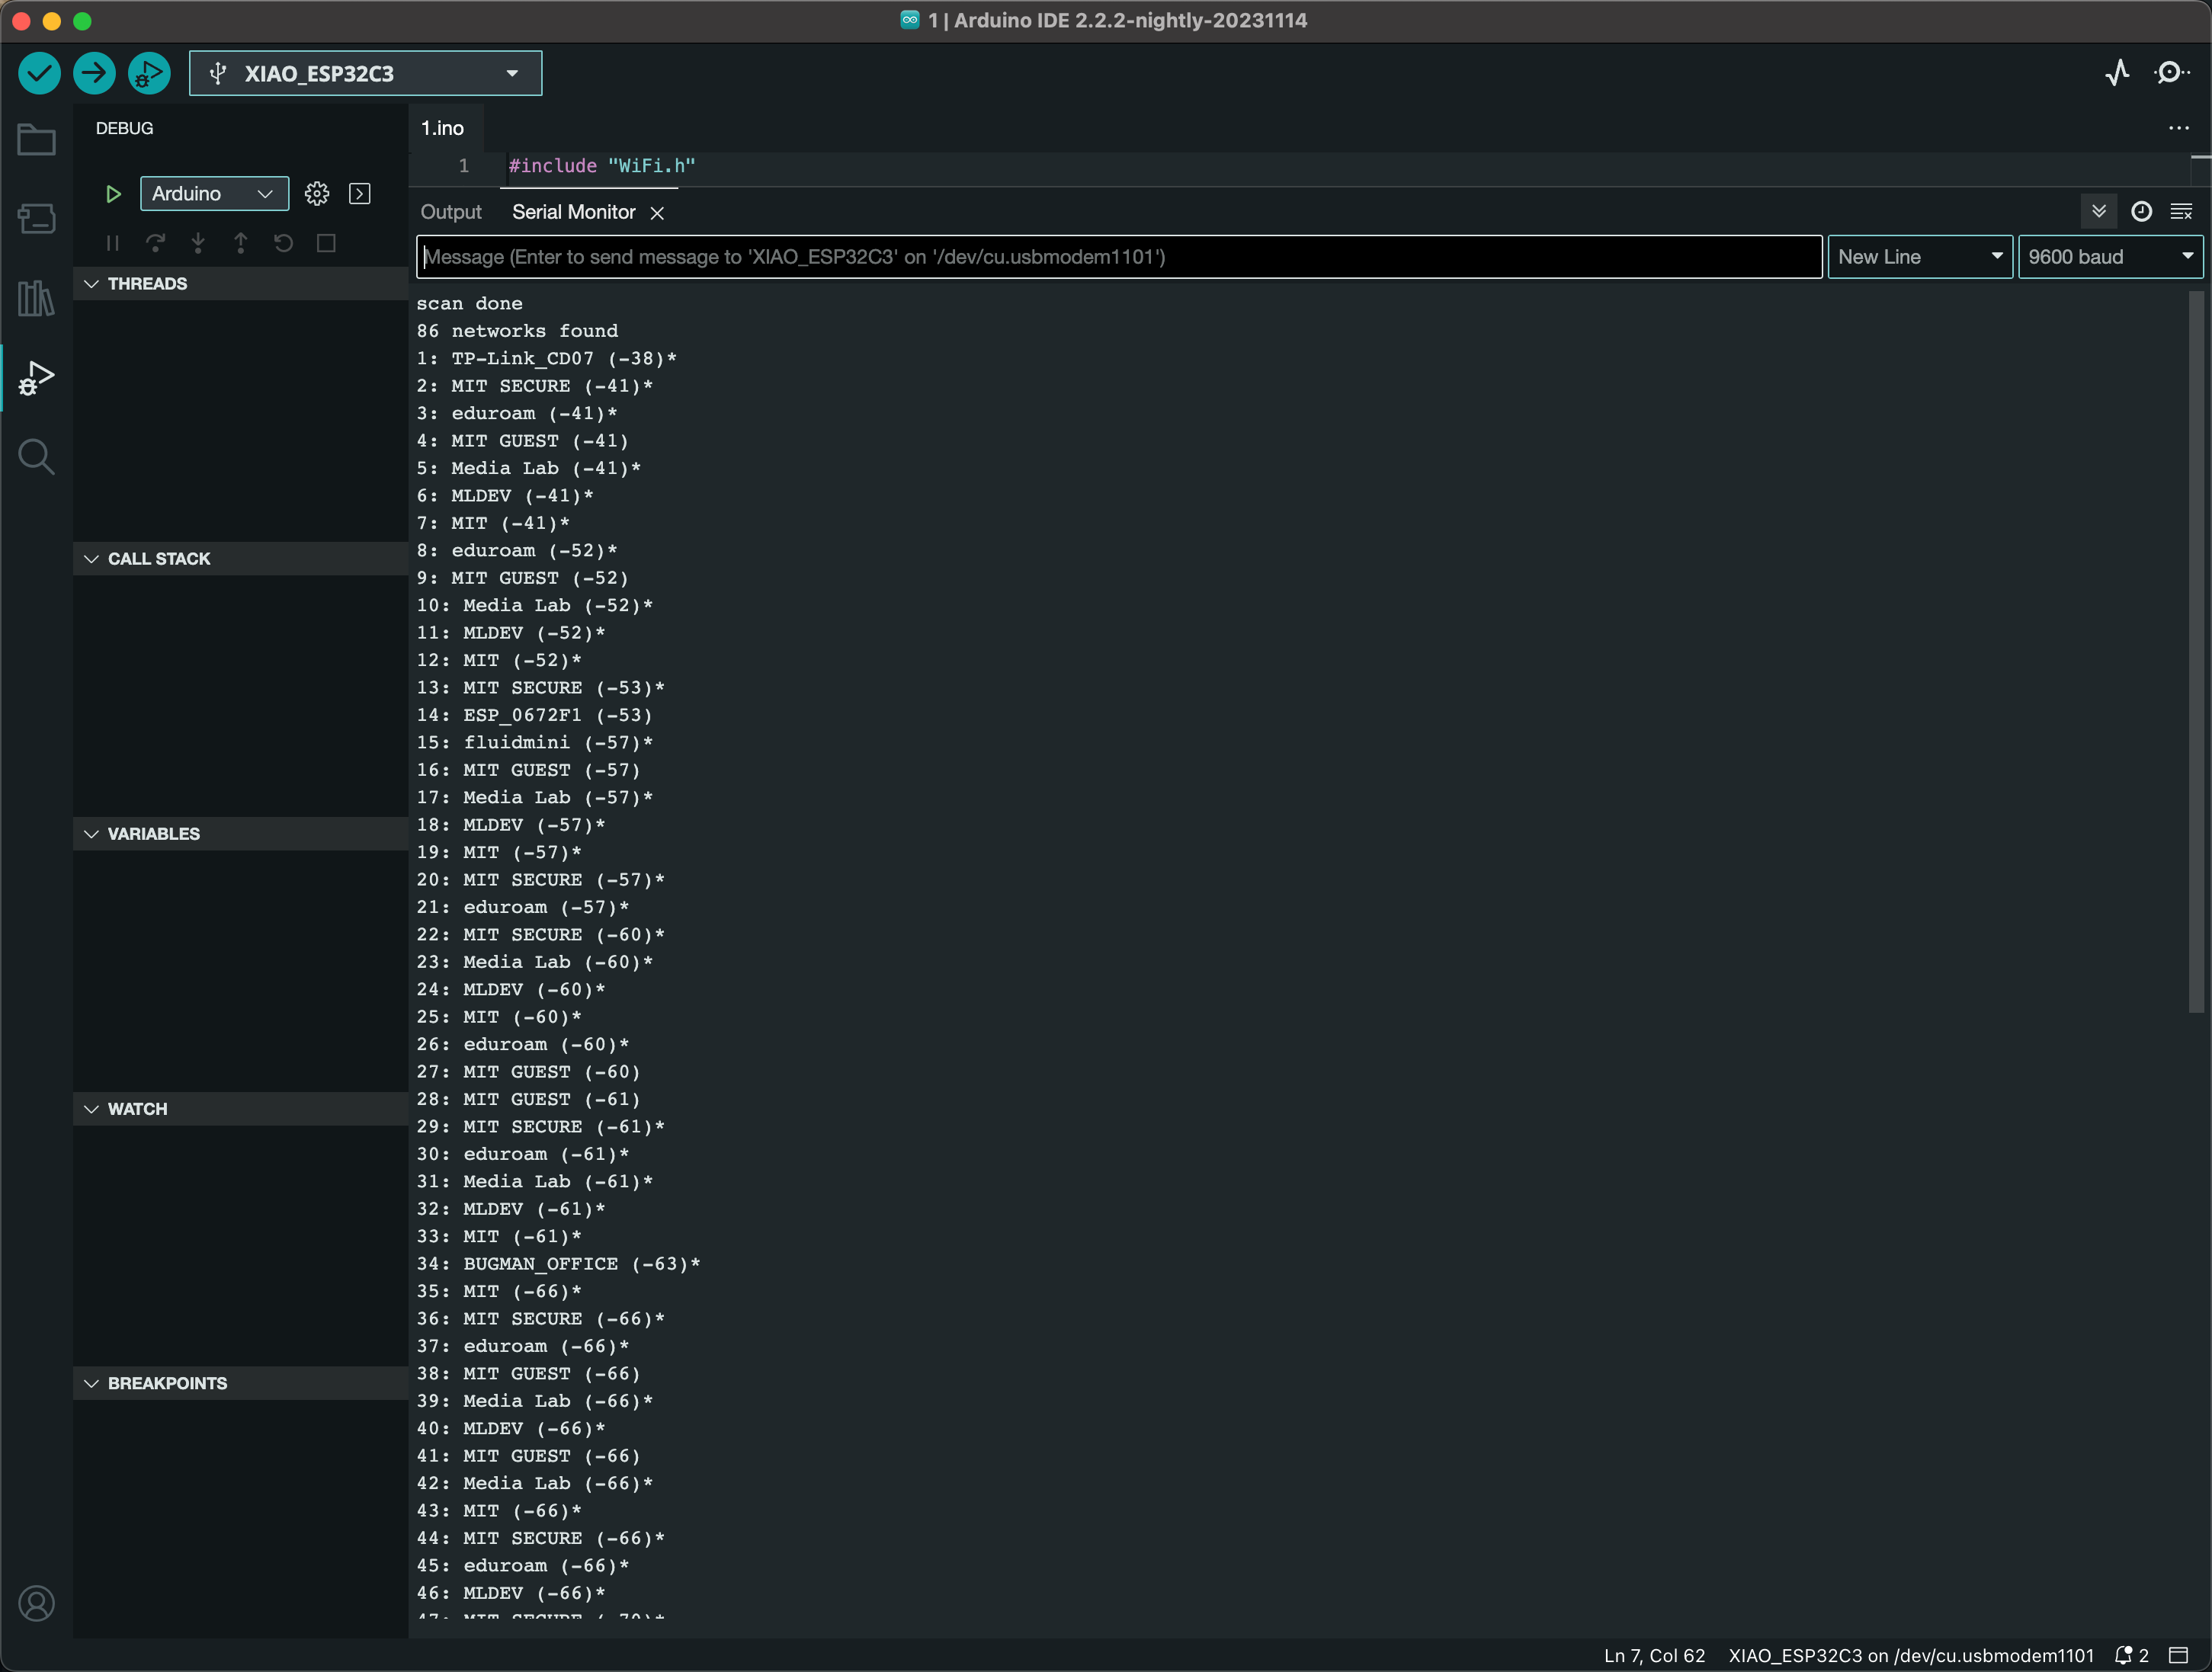 1 | Arduino IDE 2.2.2-nightly-20231114
XIAO_ESP32C3
DEBUG
1.ino
1 #include "WiFi.h"
Arduino
Output Serial Monitor
Message (Enter to send message to 'XIAO_ESP32C3' on '/dev/cu.usbmodem1101')
New Line
9600 baud
THREADS
CALL STACK
VARIABLES
WATCH
BREAKPOINTS
scan done
86 networks found
1: TP-Link_CD07 (-38)*
2: MIT SECURE (-41)*
3: eduroam (-41)*
4: MIT GUEST (-41)
5: Media Lab (-41)*
6: MLDEV (-41)*
7: MIT (-41)*
8: eduroam (-52)*
9: MIT GUEST (-52)
10: Media Lab (-52)*
11: MLDEV (-52)*
12: MIT (-52)*
13: MIT SECURE (-53)*
14: ESP_0672F1 (-53)
15: fluidmini (-57)*
16: MIT GUEST (-57)
17: Media Lab (-57)*
18: MLDEV (-57)*
19: MIT (-57)*
20: MIT SECURE (-57)*
21: eduroam (-57)*
22: MIT SECURE (-60)*
23: Media Lab (-60)*
24: MLDEV (-60)*
25: MIT (-60)*
26: eduroam (-60)*
27: MIT GUEST (-60)
28: MIT GUEST (-61)
29: MIT SECURE (-61)*
30: eduroam (-61)*
31: Media Lab (-61)*
32: MLDEV (-61)*
33: MIT (-61)*
34: BUGMAN_OFFICE (-63)*
35: MIT (-66)*
36: MIT SECURE (-66)*
37: eduroam (-66)*
38: MIT GUEST (-66)
39: Media Lab (-66)*
40: MLDEV (-66)*
41: MIT GUEST (-66)
42: Media Lab (-66)*
43: MIT (-66)*
44: MIT SECURE (-66)*
45: eduroam (-66)*
46: MLDEV (-66)*
47: MIT SECURE (-70)*
Ln 7, Col 62 XIAO_ESP32C3 on /dev/cu.usbmodem1101 2